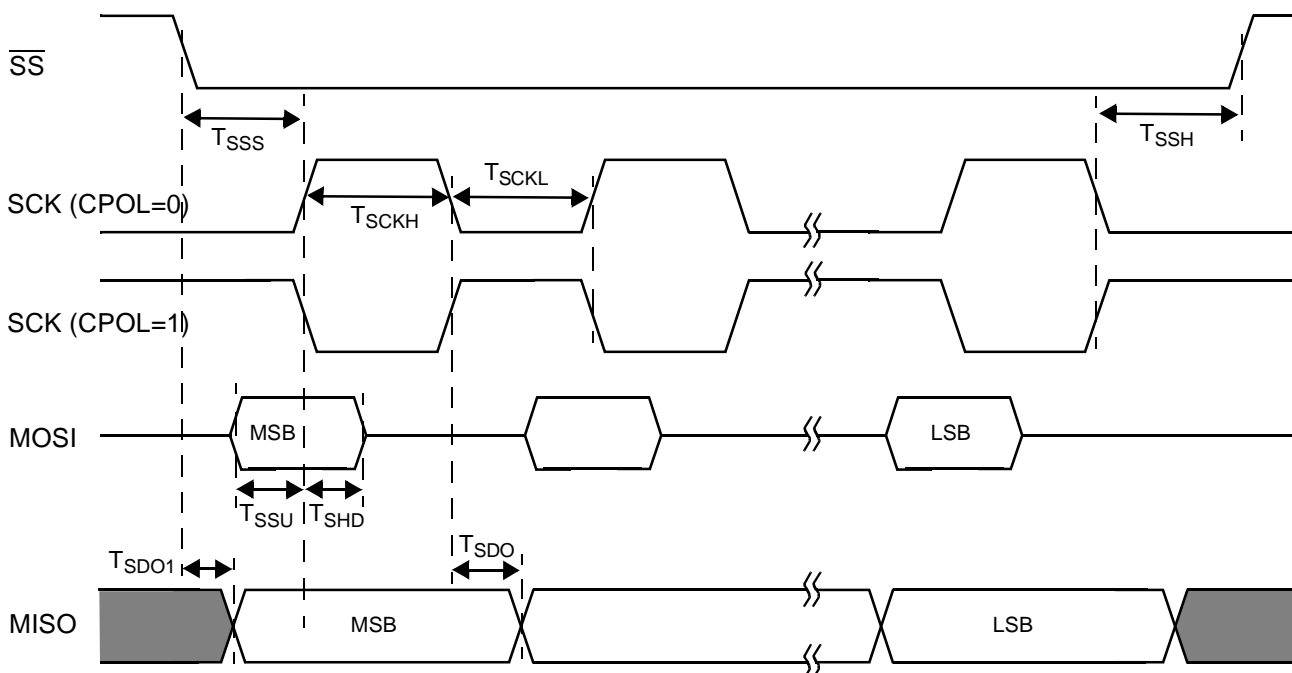 SS
TSSS
TSSH
TSCKL
SCK (CPOL=0)
TSCKH
SCK (CPOL=1)
MSB
MOSI
LSB
TSSU
TSHD
TSDO1
TSDO
MISO
MSB
LSB